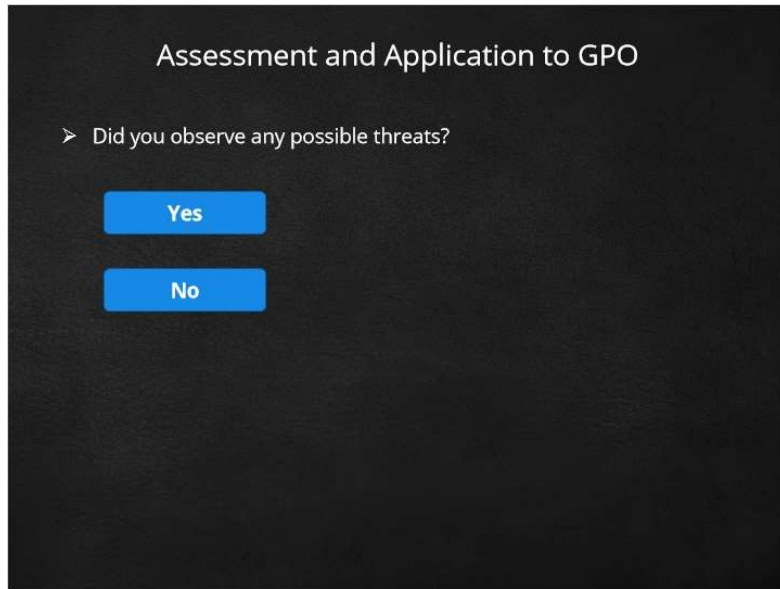 Assessment and Application to GPO
➢ Did you observe any possible threats?
Yes
No